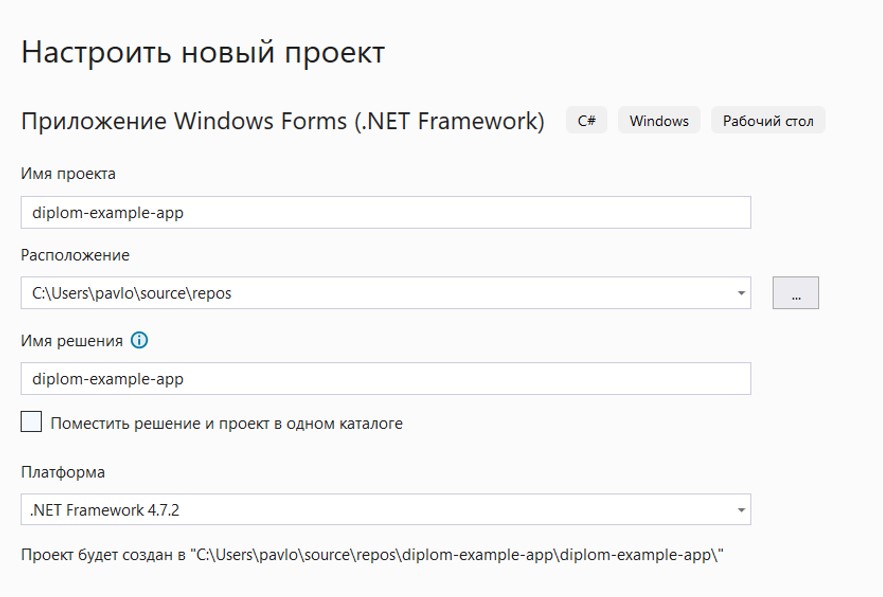 Настроить новый проект
Приложение Windows Forms (.NET Framework) C# Windows Рабочий стол
Имя проекта
diplom-example-app
Расположение
C:\Users\pavlo\source\repos ...
Имя решения
diplom-example-app
Поместить решение и проект в одном каталоге
Платформа
.NET Framework 4.7.2
Проект будет создан в "C:\Users\pavlo\source\repos\diplom-example-app\diplom-example-app\"